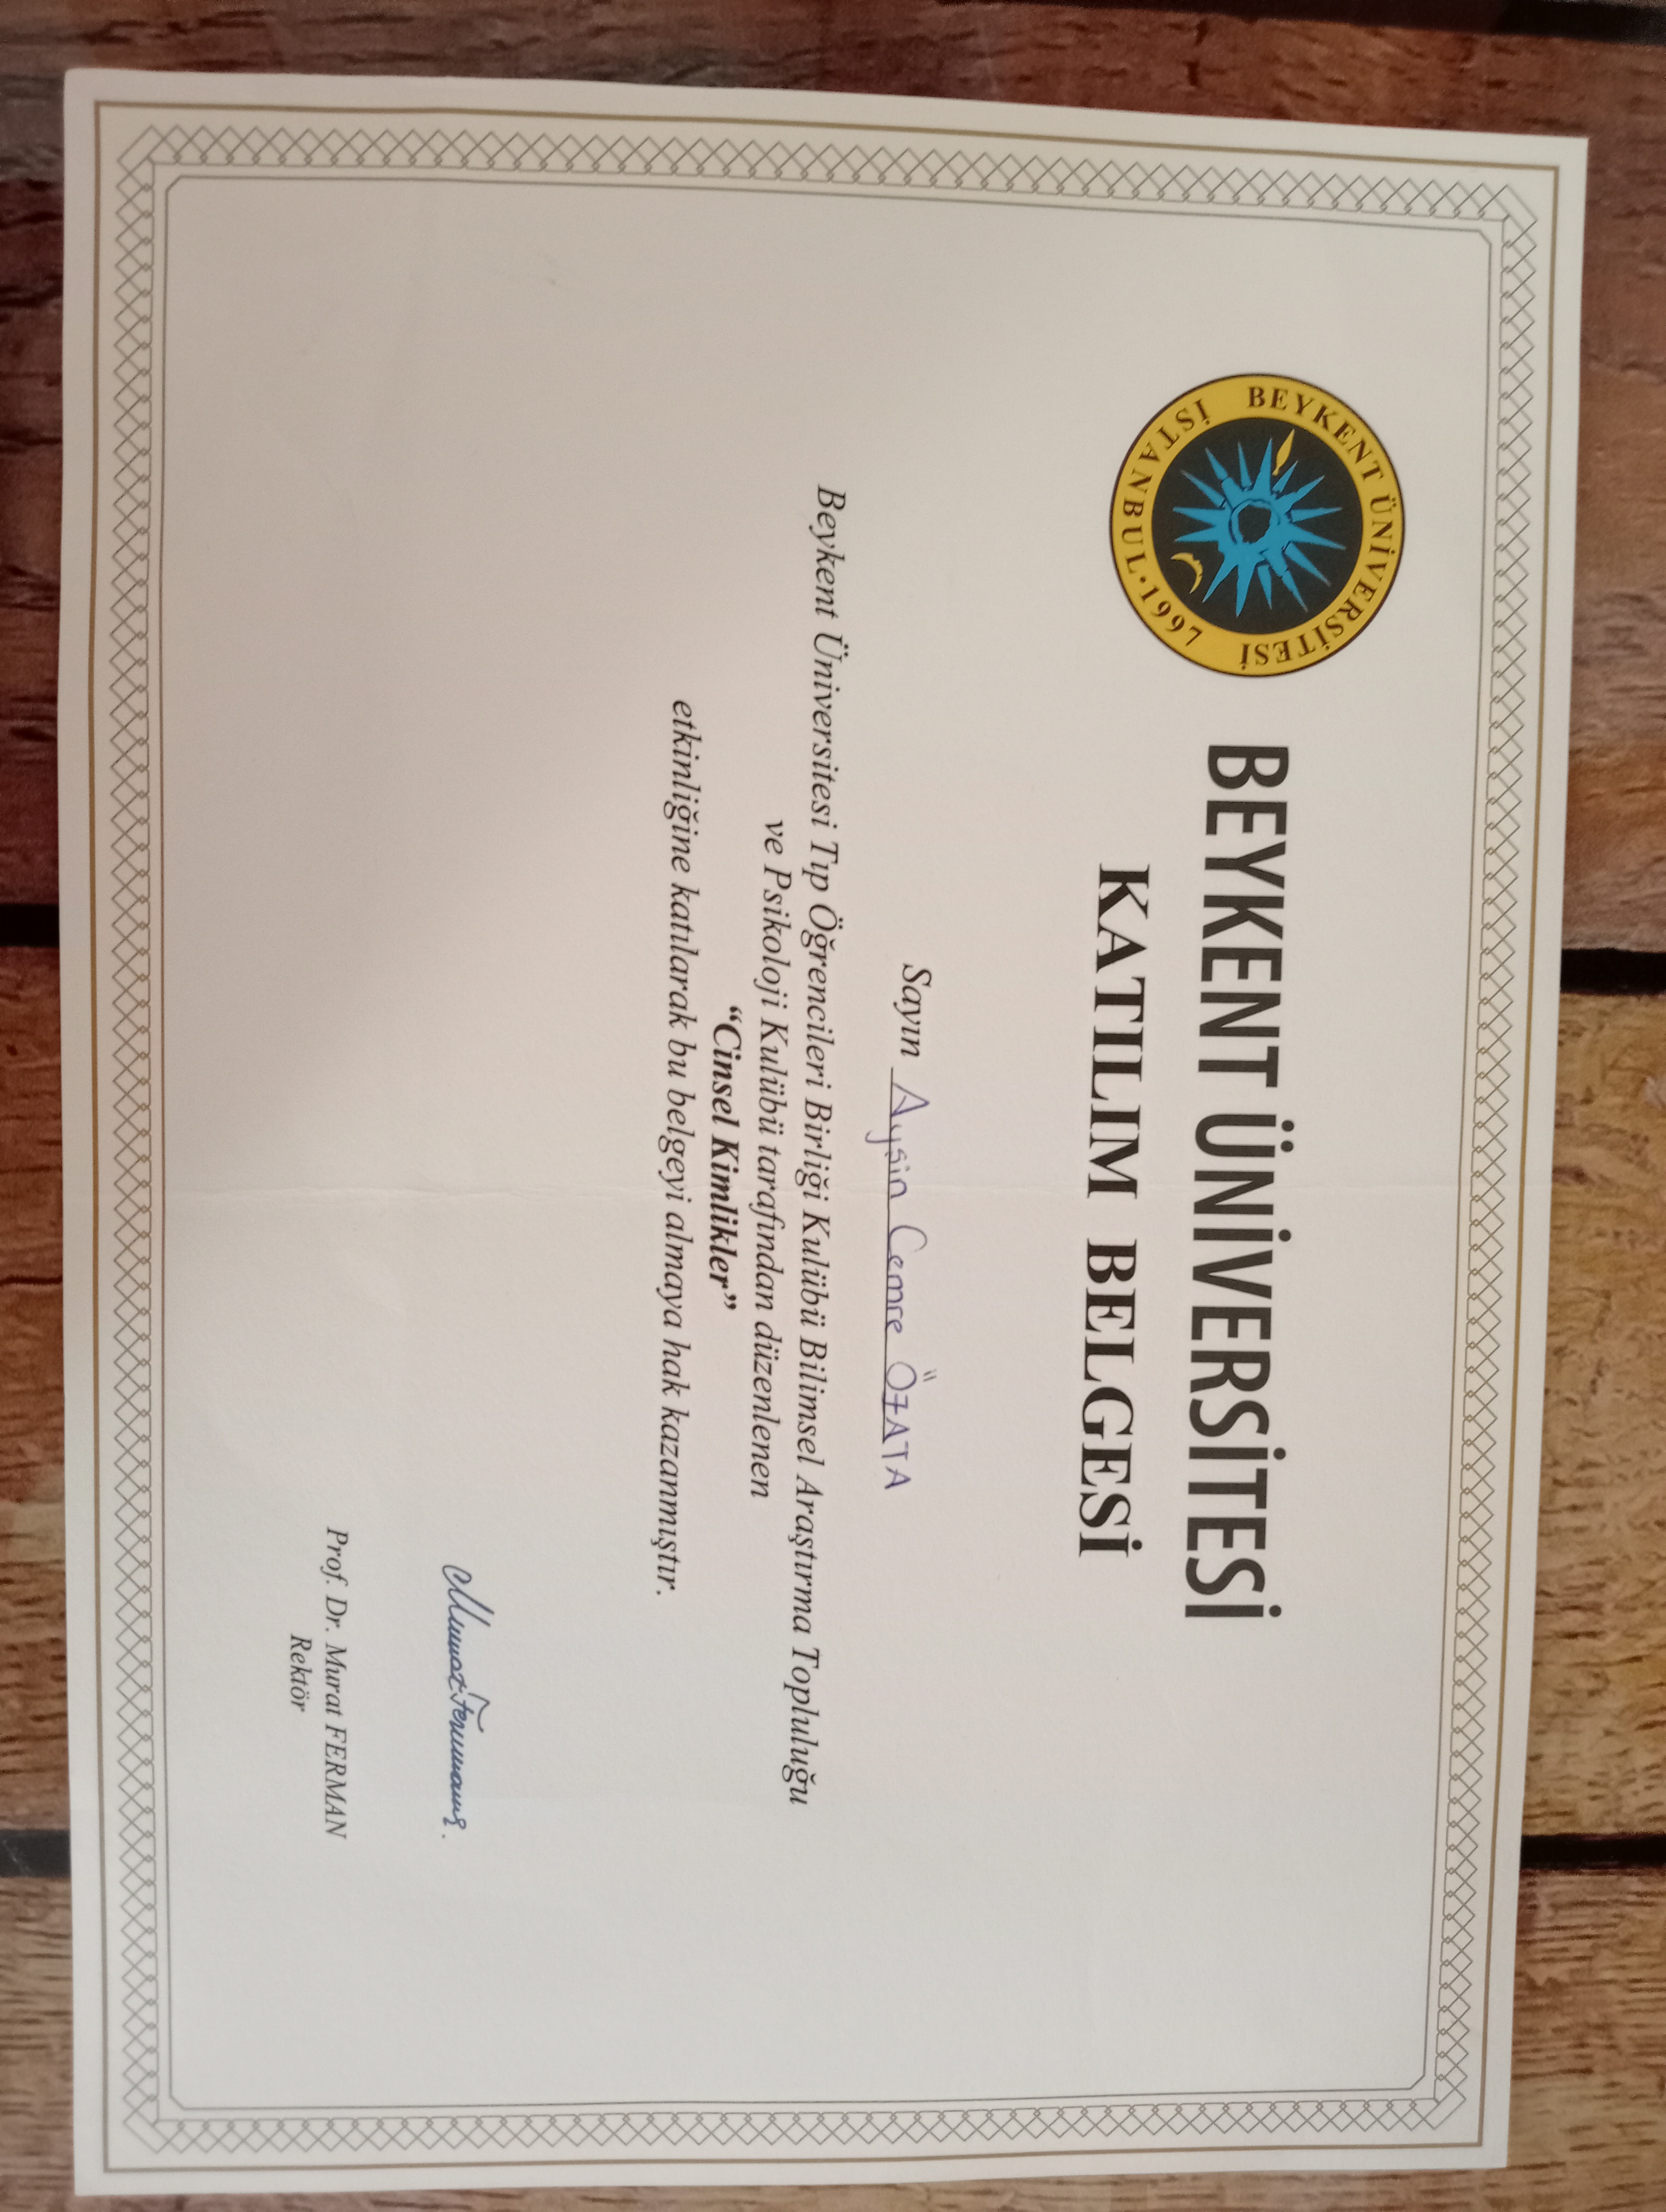 BEYKENT ÜNİVERSİTESİ
İSTANBUL · 1997
BEYKENT ÜNİVERSİTESİ
KATILIM BELGESİ
Sayın Ayşin Cemre ÖZATA
Beykent Üniversitesi Tıp Öğrencileri Birliği Kulübü Bilimsel Araştırma Topluluğu
ve Psikoloji Kulübü tarafından düzenlenen
“Cinsel Kimlikler”
etkinliğine katılarak bu belgeyi almaya hak kazanmıştır.
Prof. Dr. Murat FERMAN
Rektör